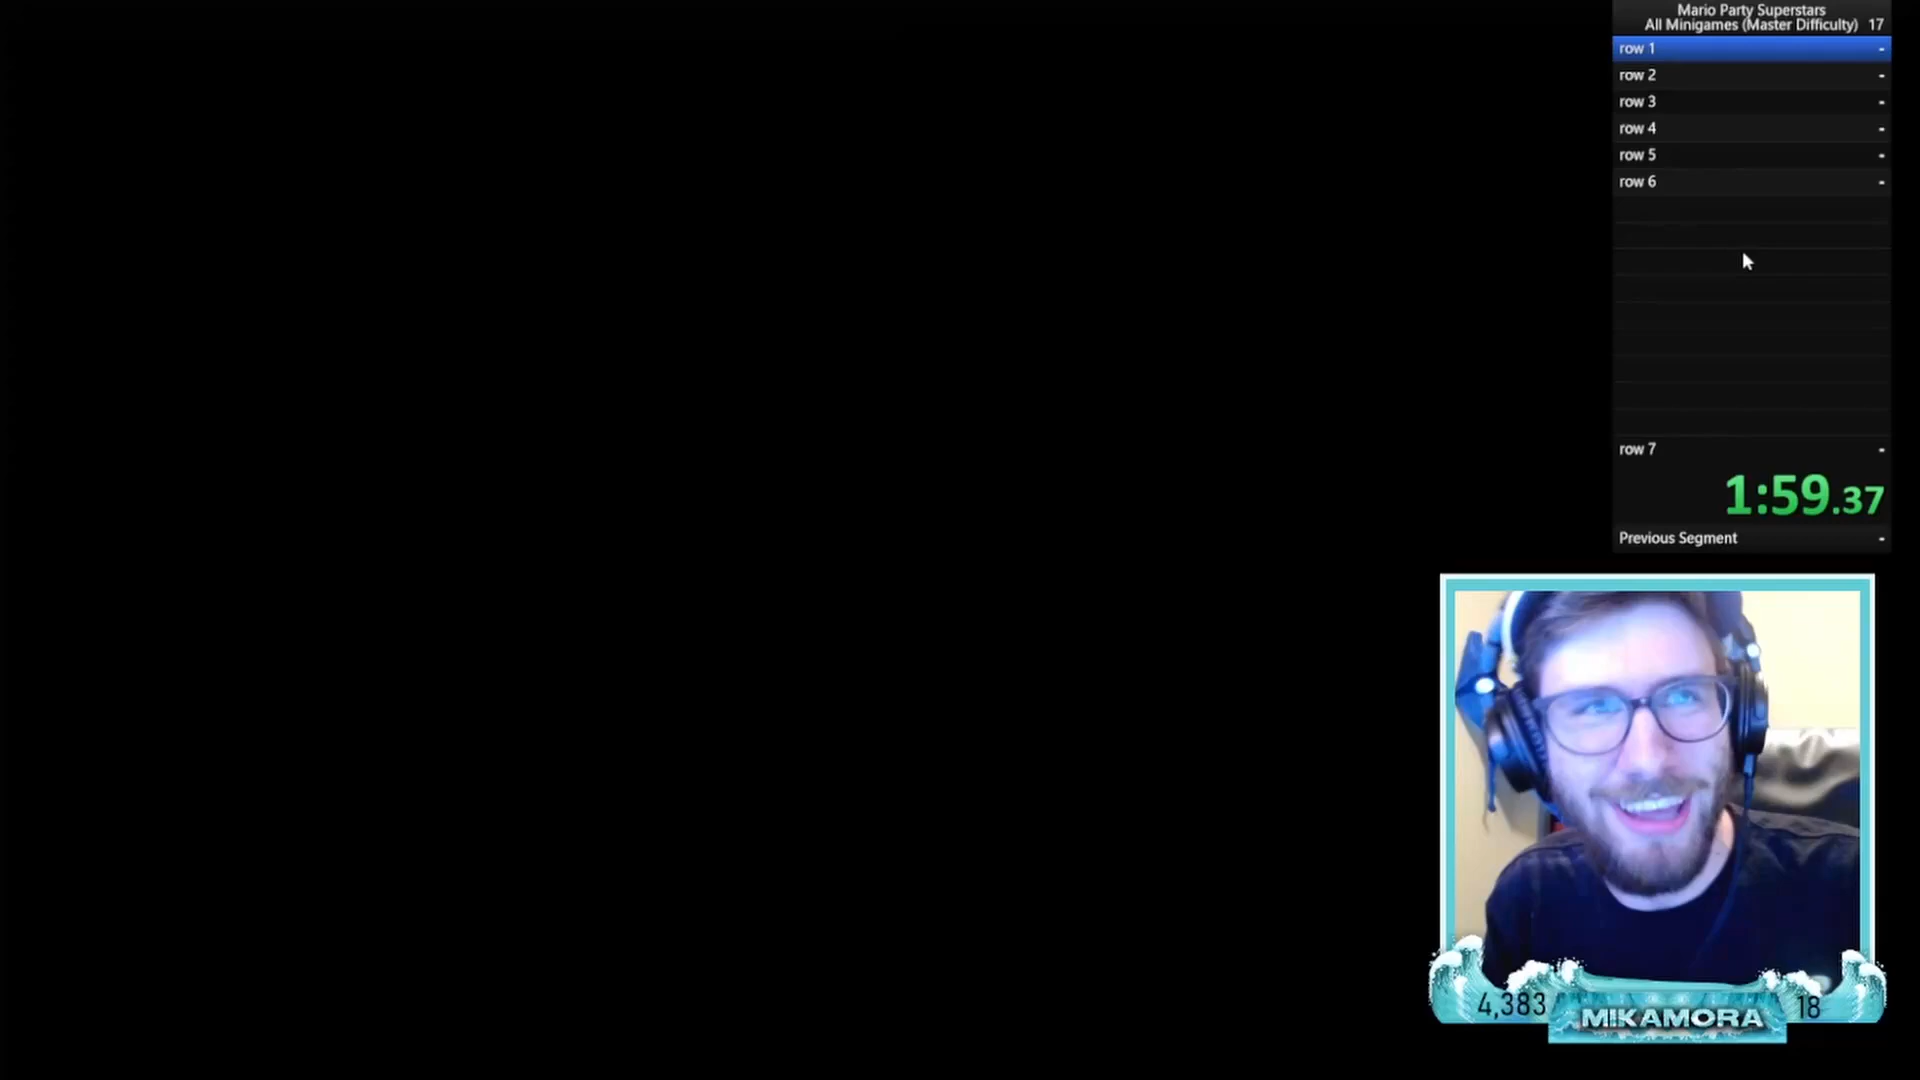 Mario Party Superstars
All Minigames (Master Difficulty) 17
row 1 -
row 2 -
row 3 -
row 4 -
row 5 -
row 6 -
row 7 -
1:59.37
Previous Segment -
4,383 MIKAMORA 18